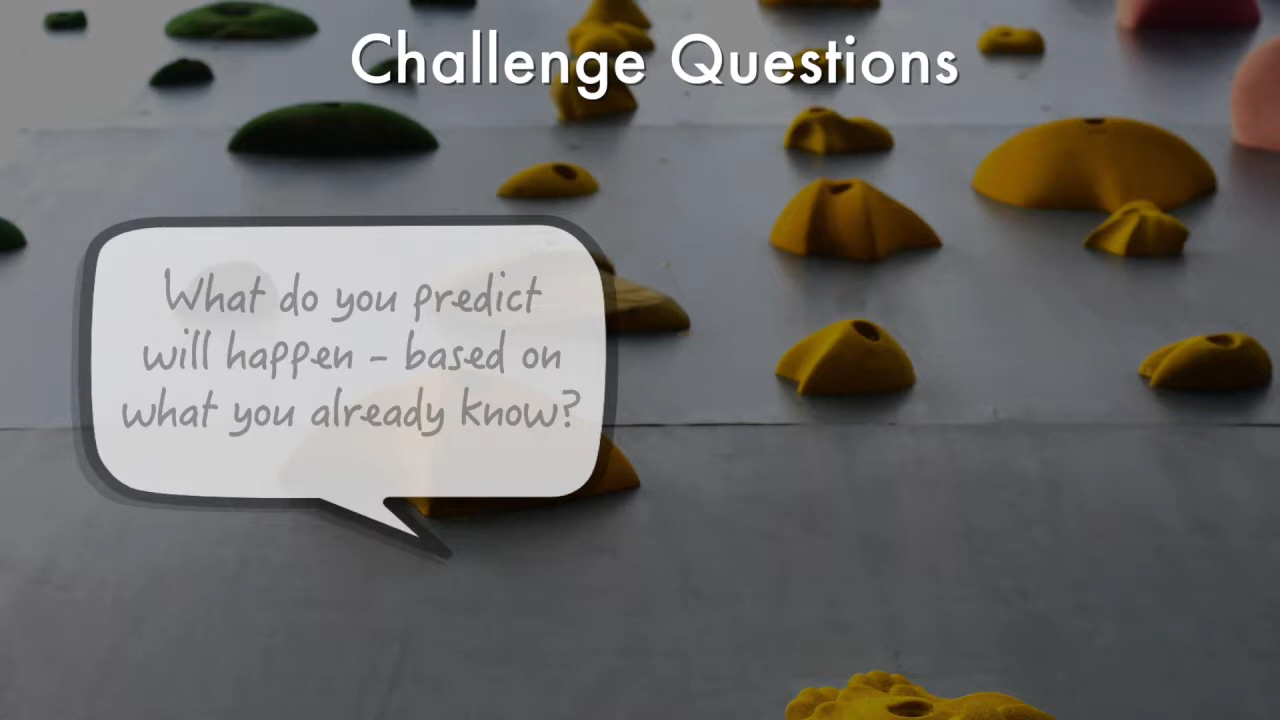 Challenge Questions
What do you predict
will happen – based on
what you already know?